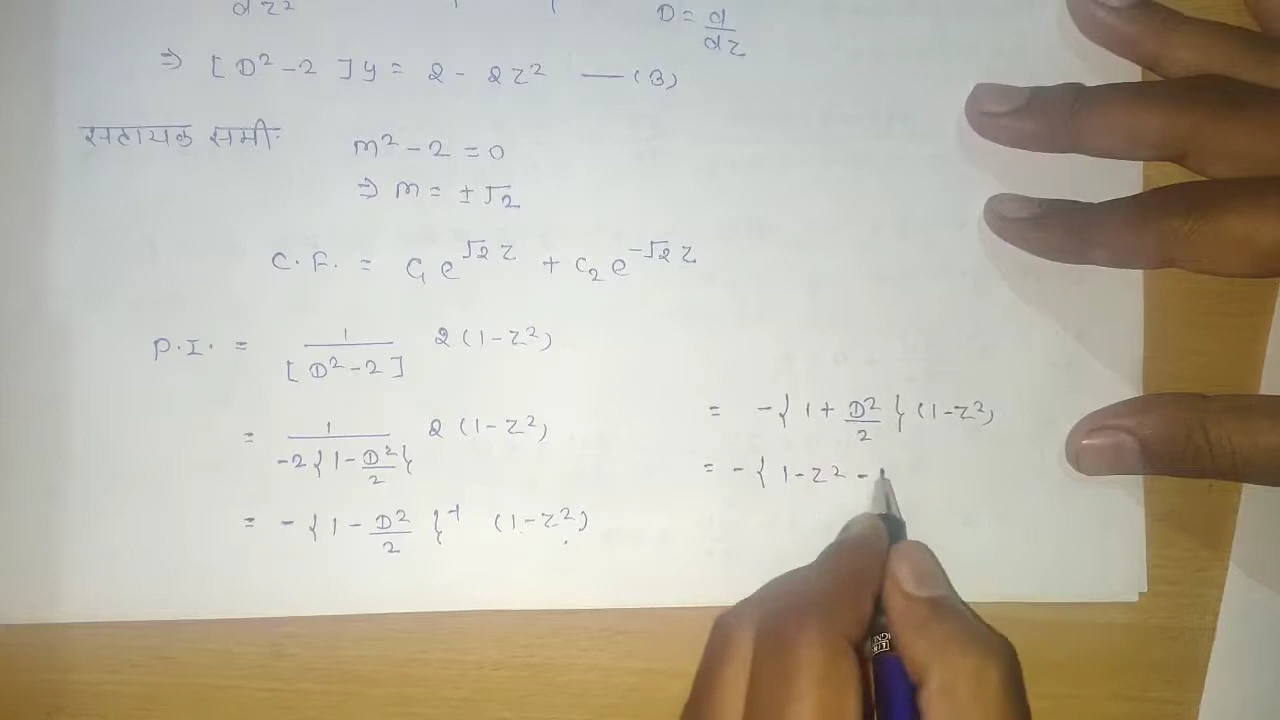 dz²
D = d/dz
⇒ [D² - 2] y = 2 - 2z² — (3)
सहायक समी.
m² - 2 = 0
⇒ m = ±√2
C.F. = C₁e^√2 z + C₂e^-√2 z
P.I. = 1/[D² - 2] 2(1 - z²)
= 1/-2{1 - D²/2} 2(1 - z²)
= -{1 - D²/2}⁻¹ (1 - z²)
= -{1 + D²/2}(1 - z²)
= -{1 - z² -